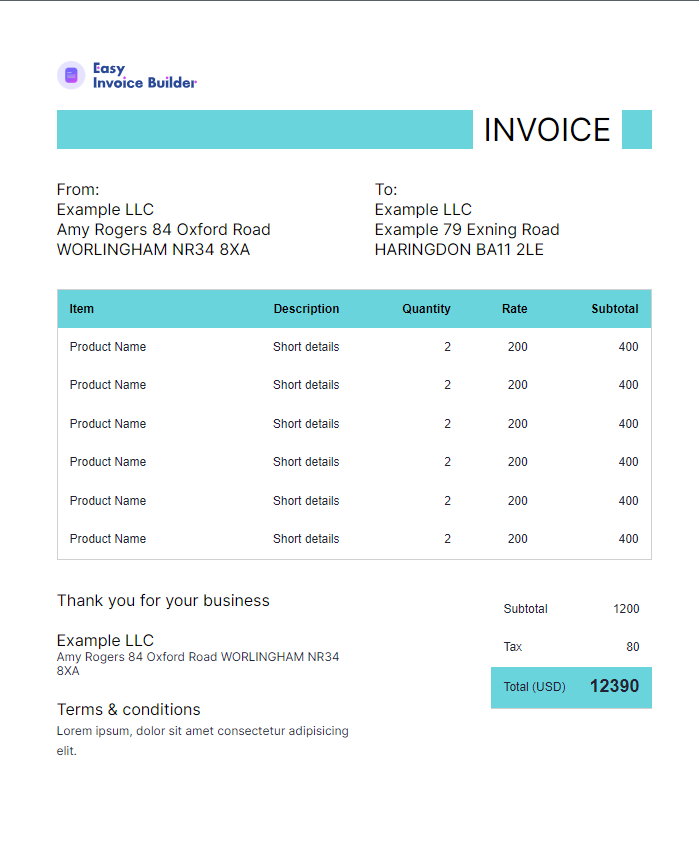 Easy
Invoice Builder
INVOICE
From:
Example LLC
Amy Rogers 84 Oxford Road
WORLINGHAM NR34 8XA
To:
Example LLC
Example 79 Exning Road
HARINGDON BA11 2LE
Item Description Quantity Rate Subtotal
Product Name Short details 2 200 400
Product Name Short details 2 200 400
Product Name Short details 2 200 400
Product Name Short details 2 200 400
Product Name Short details 2 200 400
Product Name Short details 2 200 400
Thank you for your business
Example LLC
Amy Rogers 84 Oxford Road WORLINGHAM NR34
8XA
Terms & conditions
Lorem ipsum, dolor sit amet consectetur adipisicing
elit.
Subtotal 1200
Tax 80
Total (USD) 12390